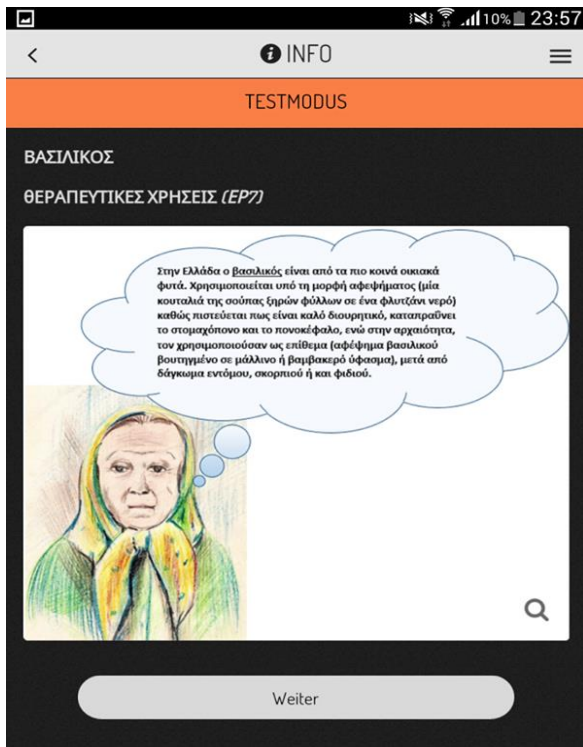 10% 23:57
INFO
TESTMODUS
ΒΑΣΙΛΙΚΟΣ
ΘΕΡΑΠΕΥΤΙΚΕΣ ΧΡΗΣΕΙΣ (ΕΡ7)
Στην Ελλάδα ο βασιλικός είναι από τα πιο κοινά οικιακά
φυτά. Χρησιμοποιείται υπό τη μορφή αφεψήματος (μία
κουταλιά της σούπας ξηρών φύλλων σε ένα φλυτζάνι νερό)
καθώς πιστεύεται πως είναι καλό διουρητικό, καταπραΰνει
το στομαχόπονο και το πονοκέφαλο, ενώ στην αρχαιότητα,
τον χρησιμοποιούσαν ως επίθεμα (αφέψημα βασιλικού
βουτηγμένο σε μάλλινο ή βαμβακερό ύφασμα), μετά από
δάγκωμα εντόμου, σκορπιού ή και φιδιού.
Weiter